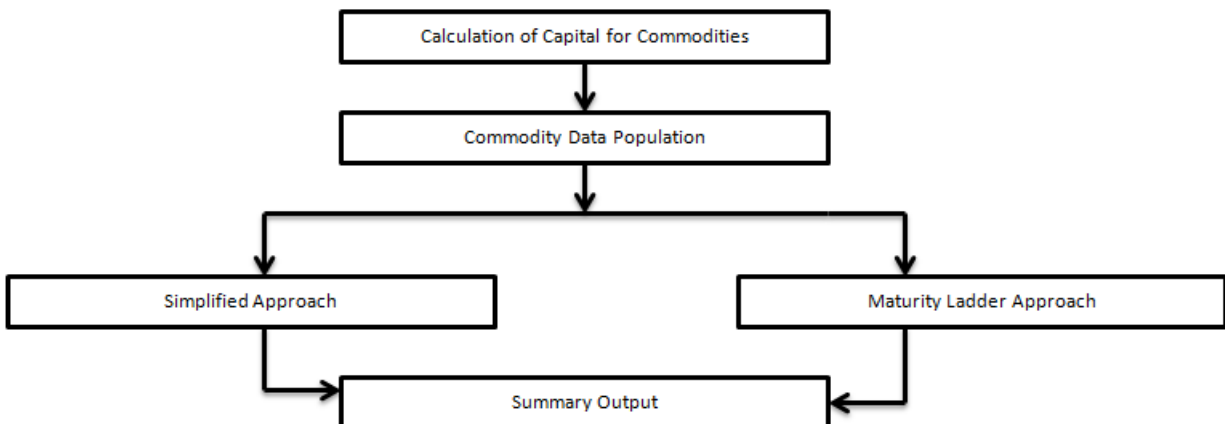 Calculation of Capital for Commodities
Commodity Data Population
Simplified Approach
Maturity Ladder Approach
Summary Output